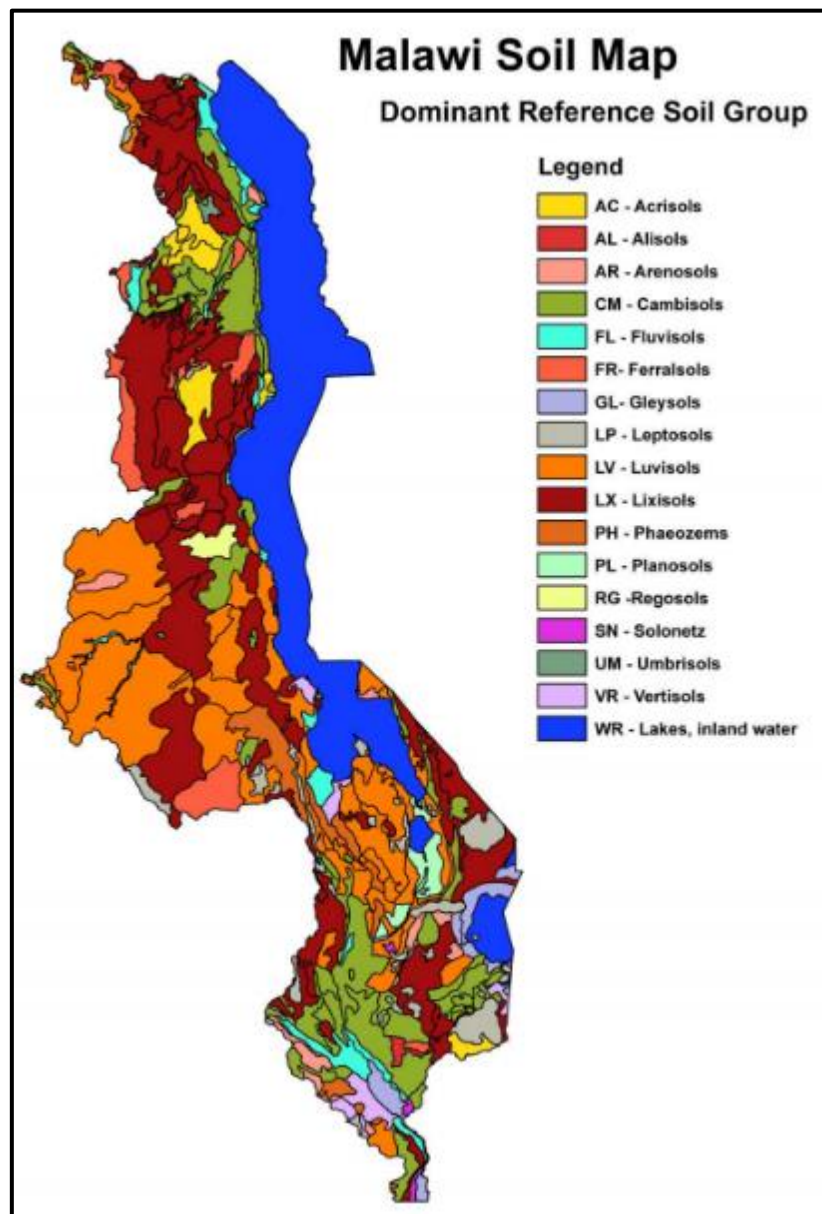 Malawi Soil Map
Dominant Reference Soil Group
Legend
AC - Acrisols
AL - Alisols
AR - Arenosols
CM - Cambisols
FL - Fluvisols
FR- Ferralsols
GL- Gleysols
LP - Leptosols
LV - Luvisols
LX - Lixisols
PH - Phaeozems
PL - Planosols
RG -Regosols
SN - Solonetz
UM - Umbrisols
VR - Vertisols
WR - Lakes, inland water